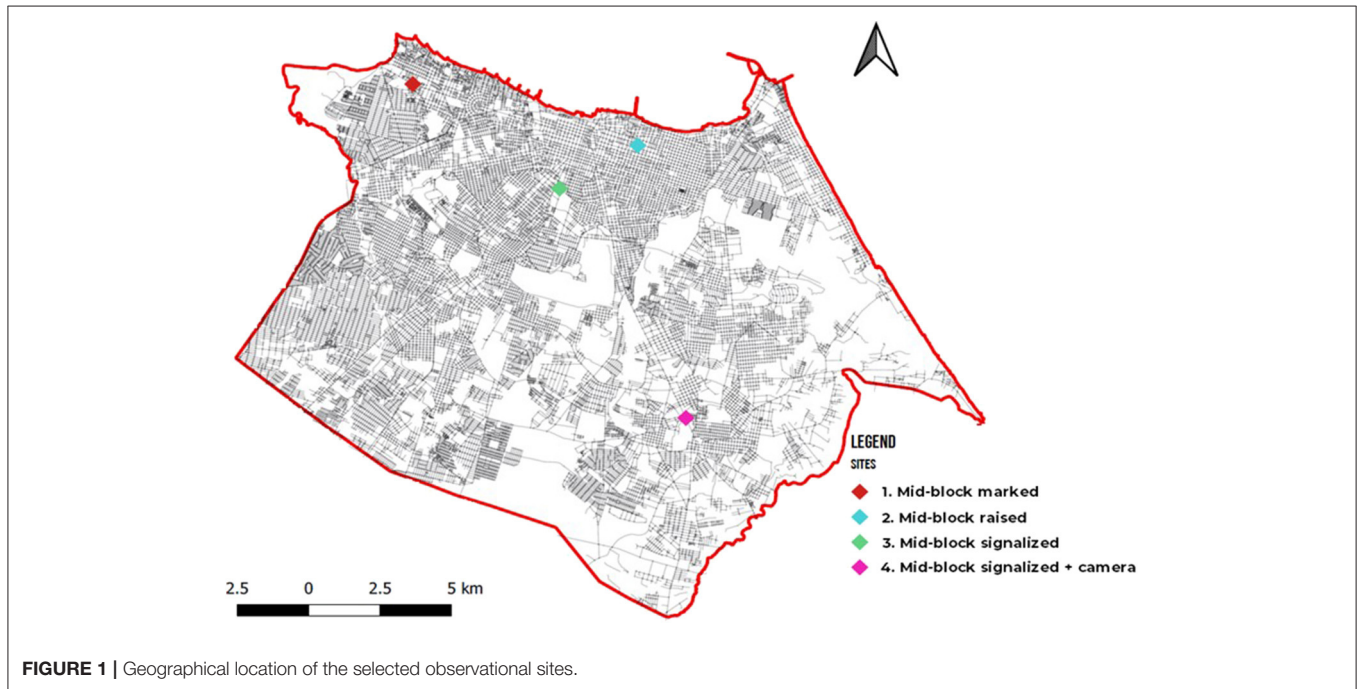 LEGEND
SITES
1. Mid-block marked
2. Mid-block raised
3. Mid-block signalized
4. Mid-block signalized + camera
2.5 0 2.5 5 km
FIGURE 1 | Geographical location of the selected observational sites.